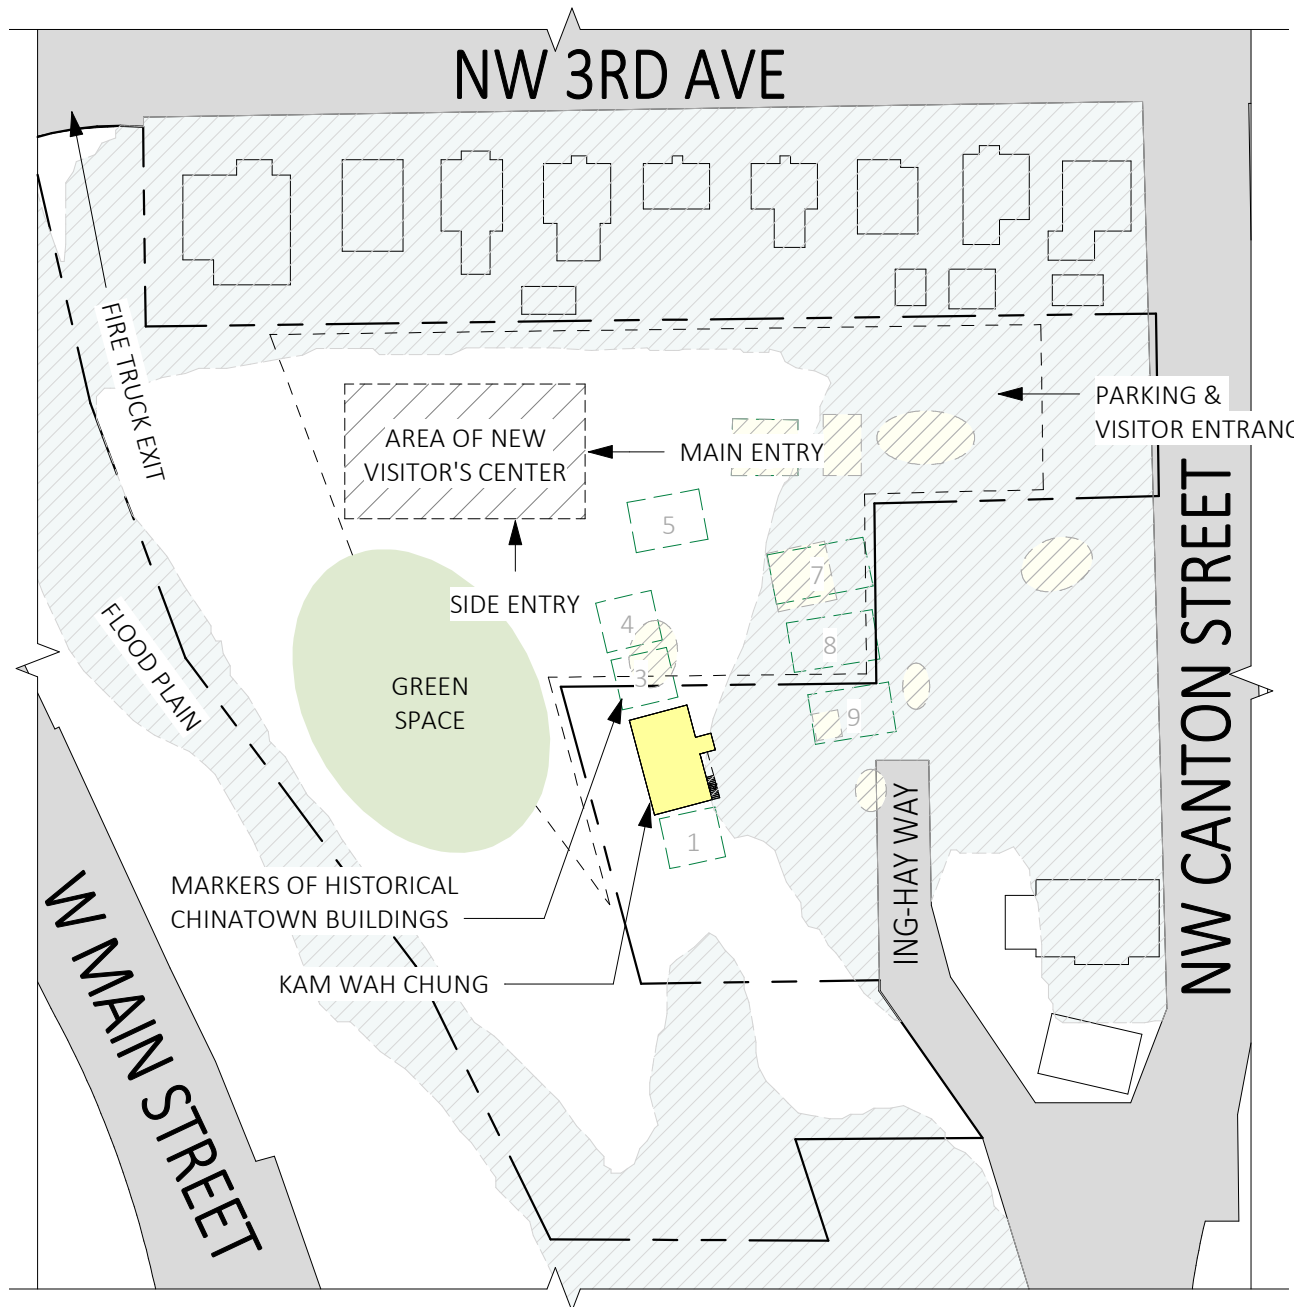 NW 3RD AVE
FIRE TRUCK EXIT
PARKING &
VISITOR ENTRANC
AREA OF NEW
VISITOR'S CENTER
MAIN ENTRY
5
SIDE ENTRY
7
4
8
3
9
FLOOD PLAIN
GREEN
SPACE
1
NW CANTON STREET
ING-HAY WAY
MARKERS OF HISTORICAL
CHINATOWN BUILDINGS
KAM WAH CHUNG
W MAIN STREET